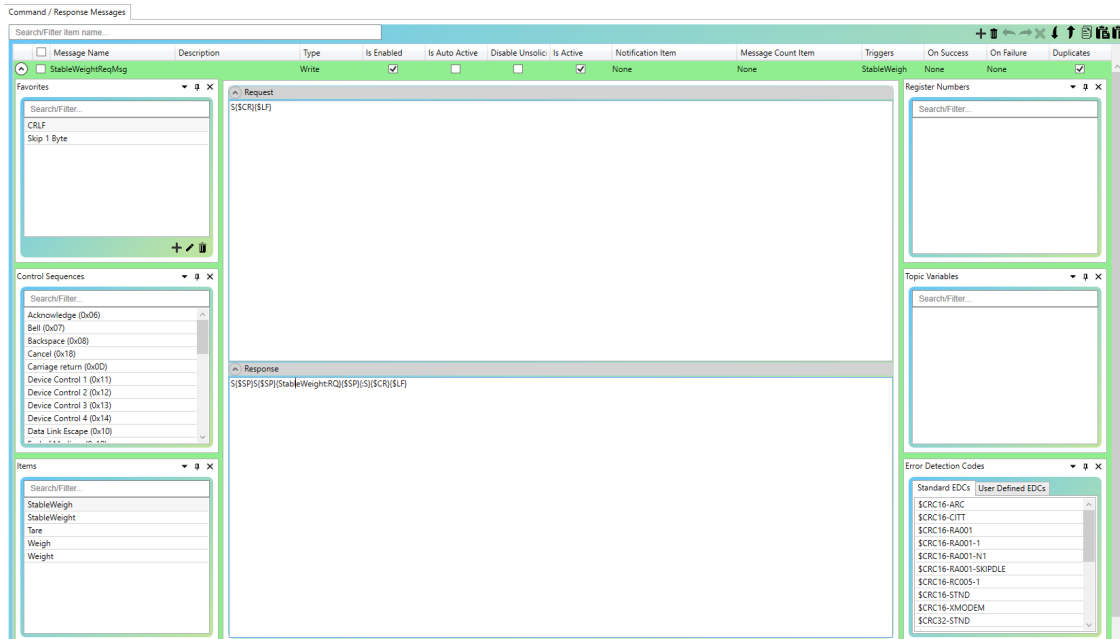 Command / Response Messages
Search/Filter item name...
Message Name Description Type Is Enabled Is Auto Active Disable Unsolici Is Active Notification Item Message Count Item Triggers On Success On Failure Duplicates
StableWeightReqMsg Write None None StableWeigh None None
Favorites
Search/Filter...
CRLF
Skip 1 Byte
Control Sequences
Search/Filter...
Acknowledge (0x06)
Bell (0x07)
Backspace (0x08)
Cancel (0x18)
Carriage return (0x0D)
Device Control 1 (0x11)
Device Control 2 (0x12)
Device Control 3 (0x13)
Device Control 4 (0x14)
Data Link Escape (0x10)
Items
Search/Filter...
StableWeigh
StableWeight
Tare
Weigh
Weight
Request
S{$CR}{$LF}
Response
S{$SP}S{$SP}{StableWeight:RQ}{$SP}{:S}{$CR}{$LF}
Register Numbers
Search/Filter...
Topic Variables
Search/Filter...
Error Detection Codes
Standard EDCs User Defined EDCs
$CRC16-ARC
$CRC16-CITT
$CRC16-RA001
$CRC16-RA001-1
$CRC16-RA001-N1
$CRC16-RA001-SKIPDLE
$CRC16-RC005-1
$CRC16-STND
$CRC16-XMODEM
$CRC32-STND